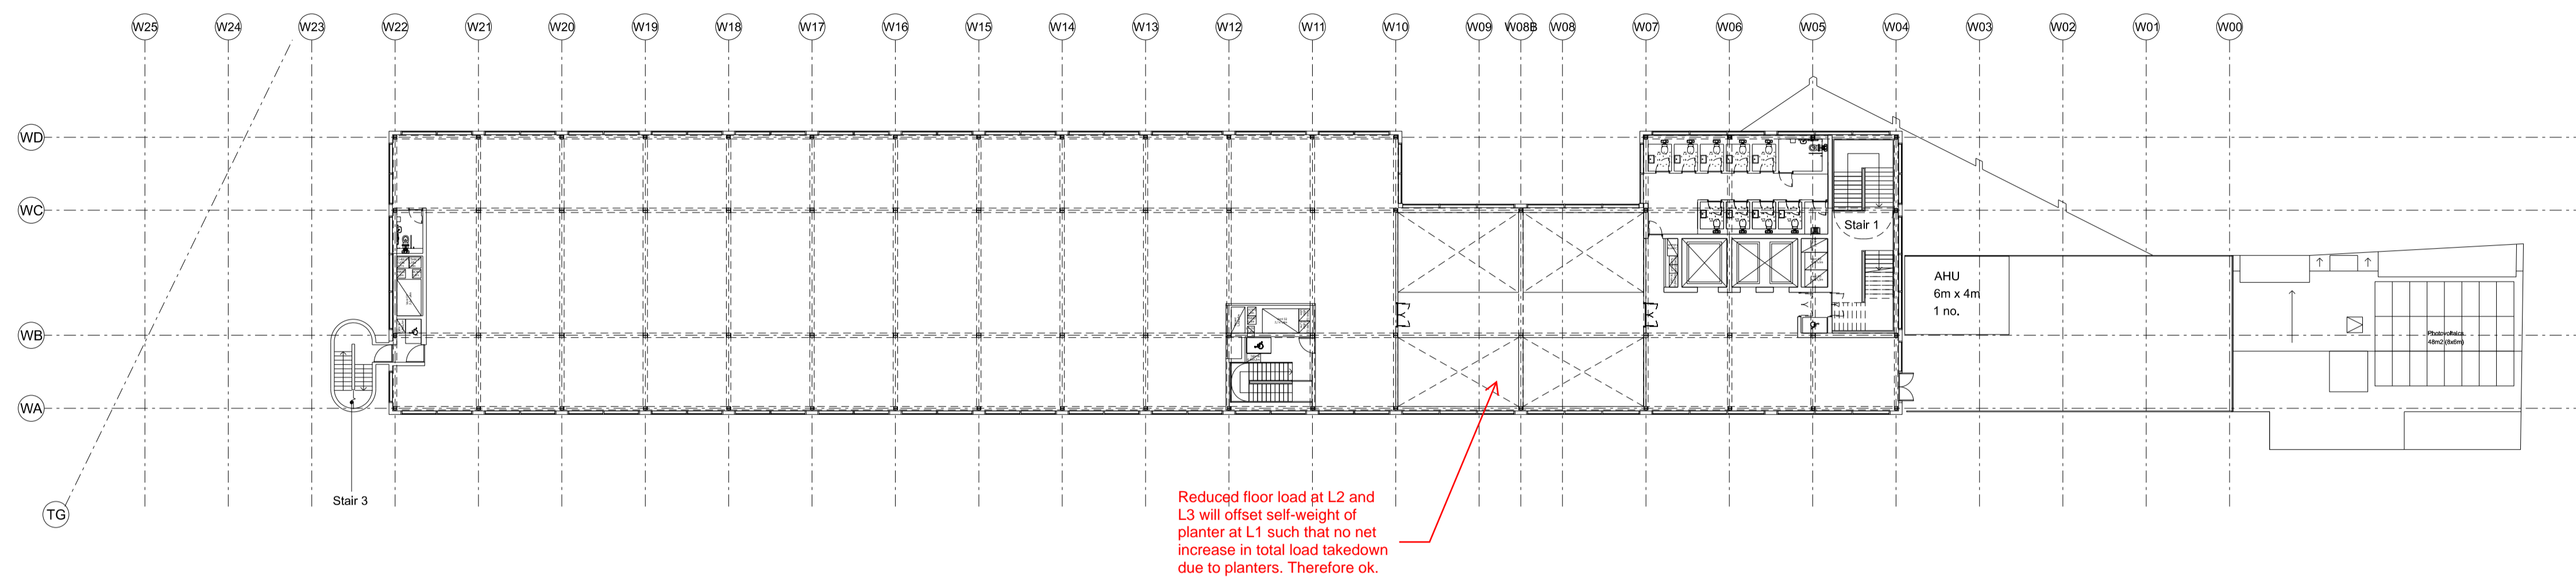 W25
W24
W23
W22
W21
W20
W19
W18
W17
W16
W15
W14
W13
W12
W11
W10
W09
W08B
W08
W07
W06
W05
W04
W03
W02
W01
W00
WD
WC
WB
WA
TG
Stair 1
AHU
6m x 4m
1 no.
Photovoltaics
48m2 (8x6m)
Stair 3
Reduced floor load at L2 and
L3 will offset self-weight of
planter at L1 such that no net
increase in total load takedown
due to planters. Therefore ok.